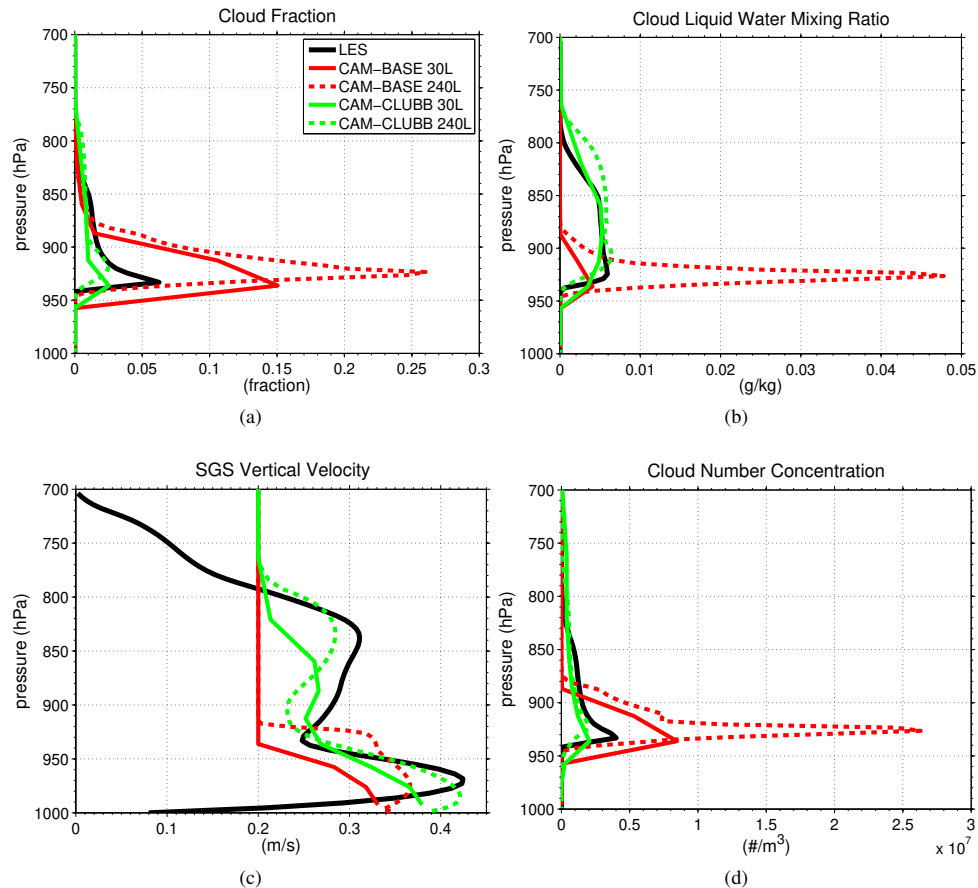 Cloud Fraction
700
750
800
850
900
950
1000
pressure (hPa)
0 0.05 0.1 0.15 0.2 0.25 0.3
(fraction)
LES
CAM−BASE 30L
CAM−BASE 240L
CAM−CLUBB 30L
CAM−CLUBB 240L
(a)
Cloud Liquid Water Mixing Ratio
700
750
800
850
900
950
1000
pressure (hPa)
0 0.01 0.02 0.03 0.04 0.05
(g/kg)
(b)
SGS Vertical Velocity
700
750
800
850
900
950
1000
pressure (hPa)
0 0.1 0.2 0.3 0.4
(m/s)
(c)
Cloud Number Concentration
700
750
800
850
900
950
1000
pressure (hPa)
0 0.5 1 1.5 2 2.5 3
x 10⁷
(#/m³)
(d)